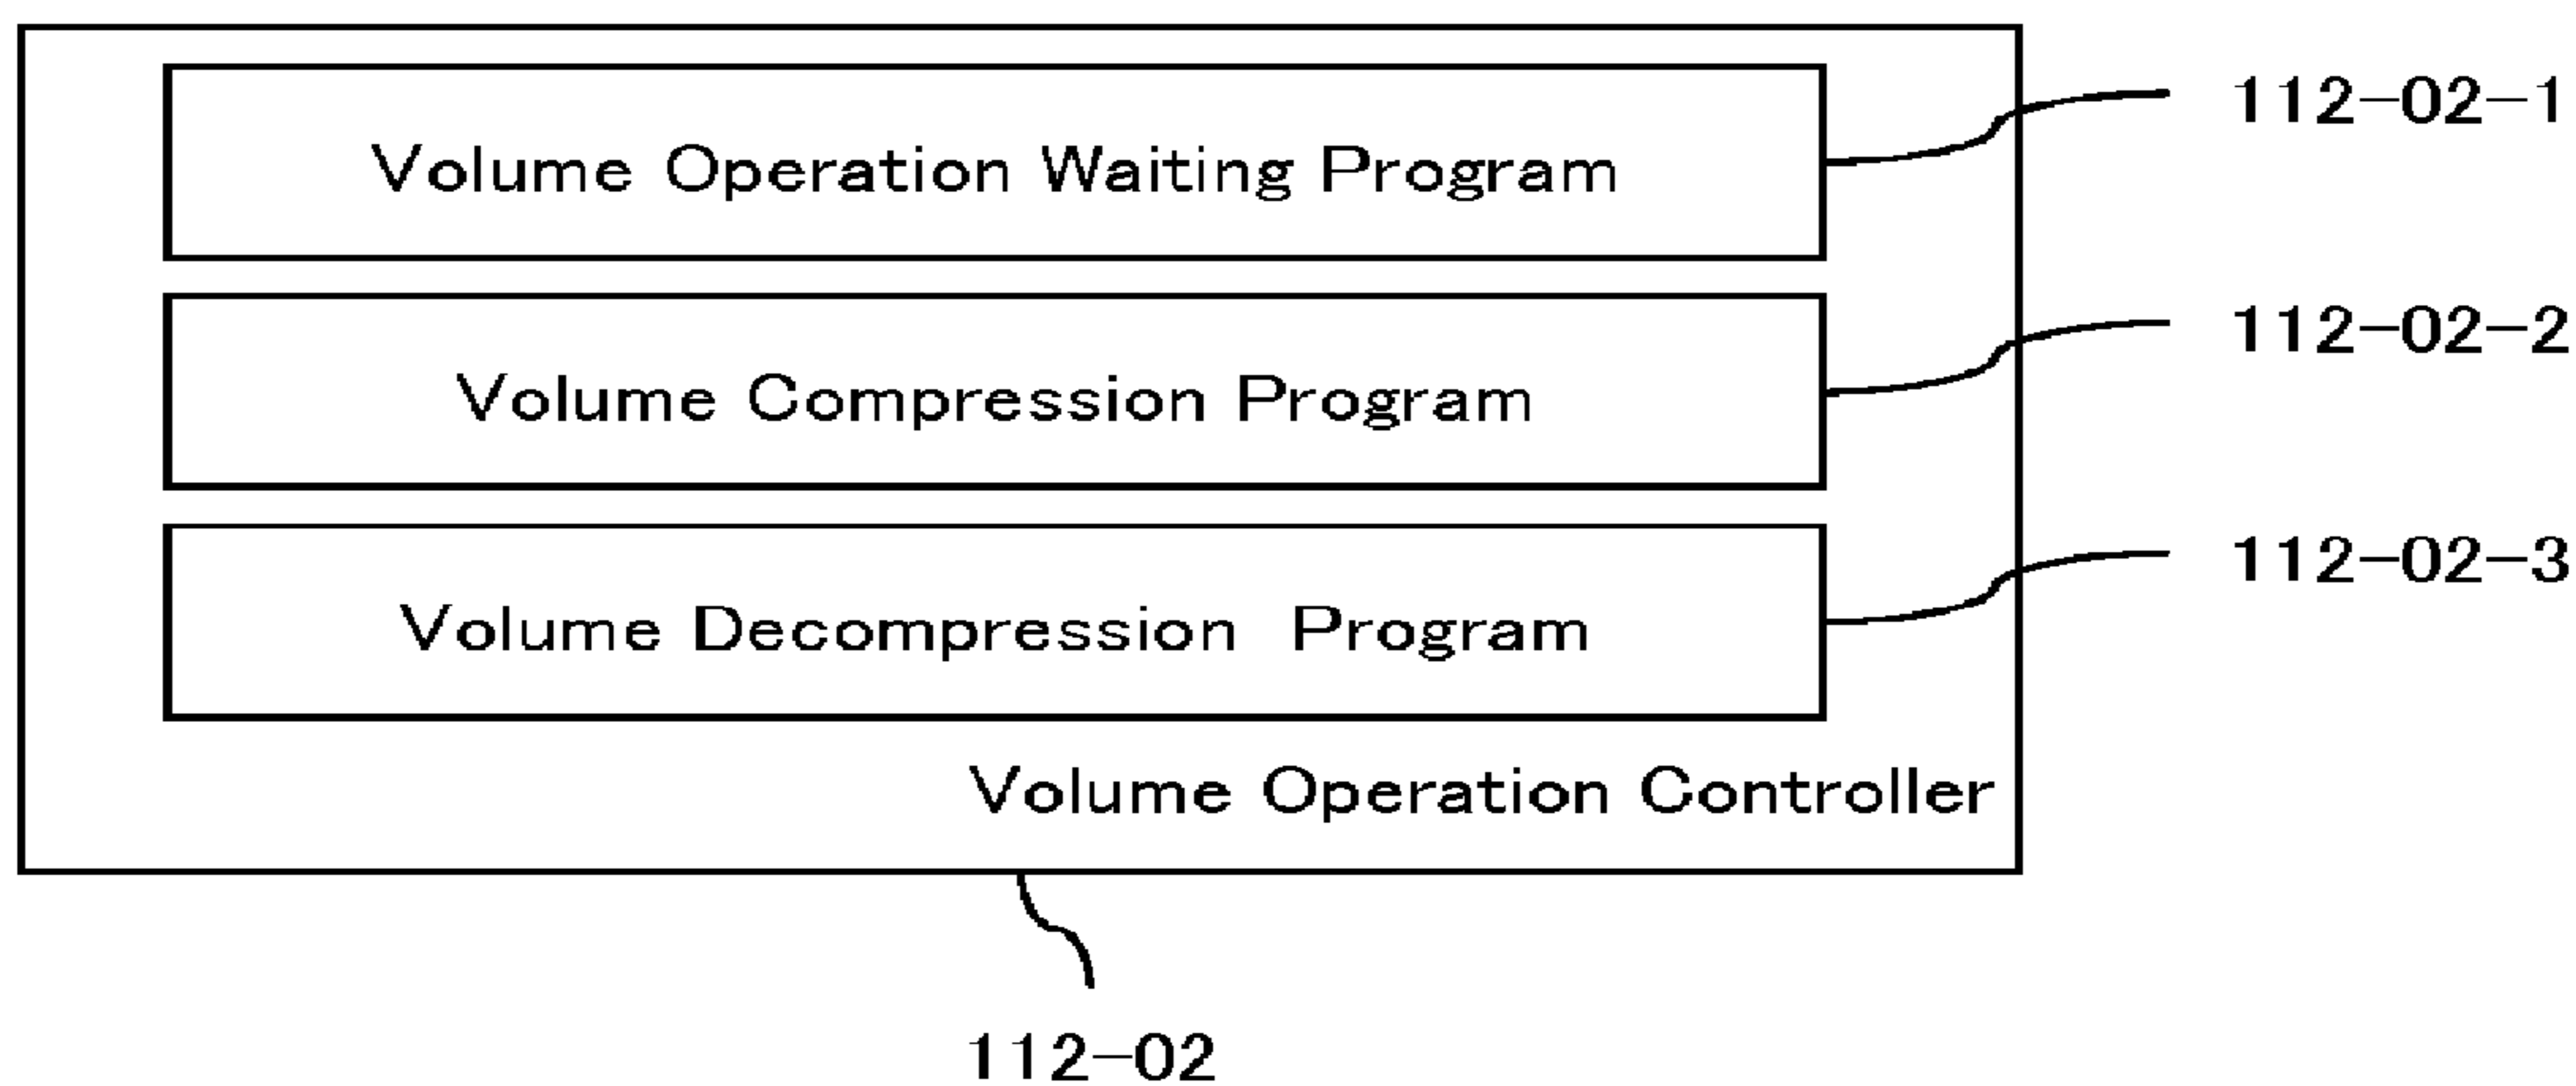 Volume Operation Waiting Program
112-02-1
Volume Compression Program
112-02-2
Volume Decompression Program
112-02-3
Volume Operation Controller
112-02